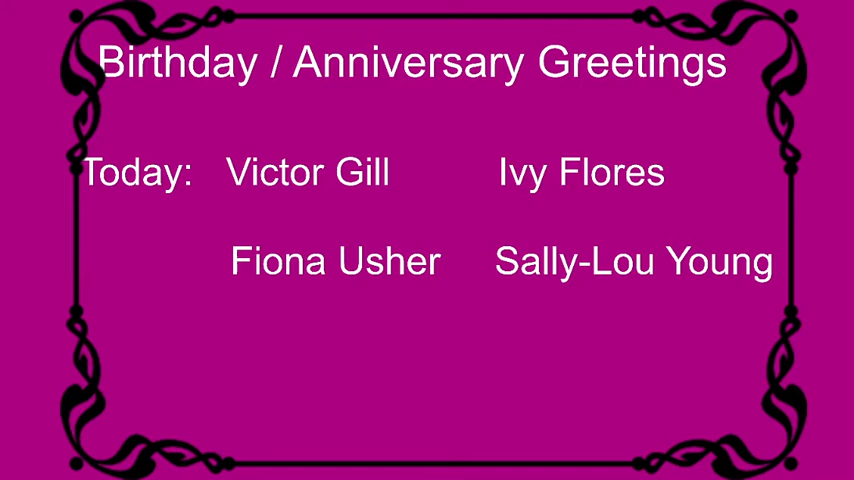 Birthday / Anniversary Greetings
Today: Victor Gill Ivy Flores
Fiona Usher Sally-Lou Young